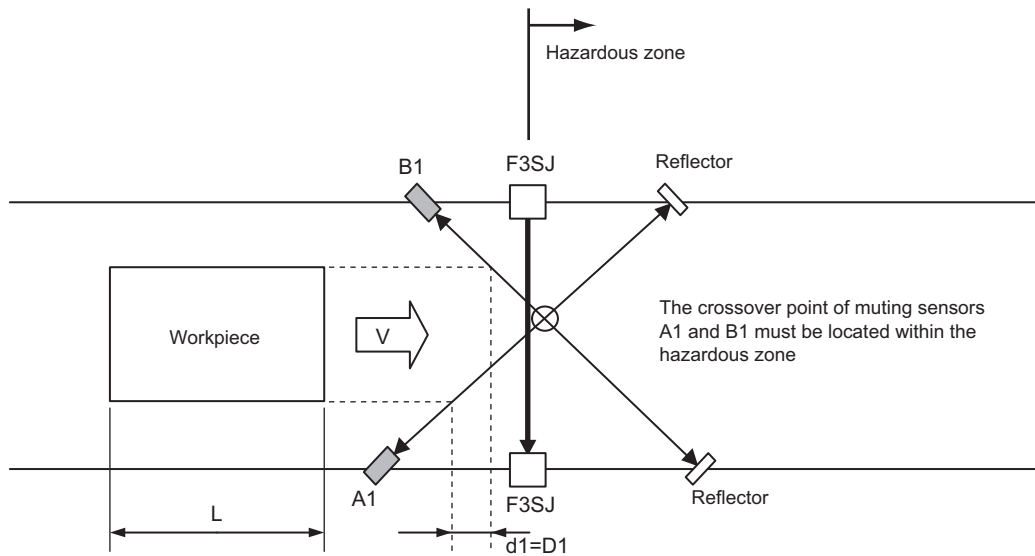 Hazardous zone
F3SJ
B1
Reflector
The crossover point of muting sensors
A1 and B1 must be located within the
hazardous zone
Workpiece
V
A1
F3SJ
Reflector
L
d1=D1